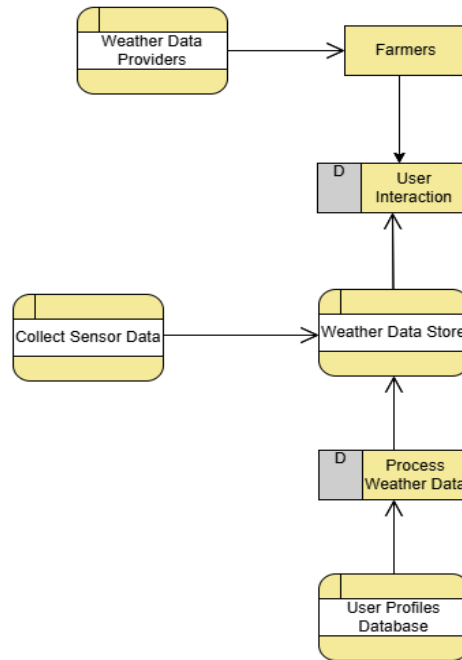 Weather Data
Providers
Farmers
D
User
Interaction
Collect Sensor Data
Weather Data Store
D
Process
Weather Data
User Profiles
Database